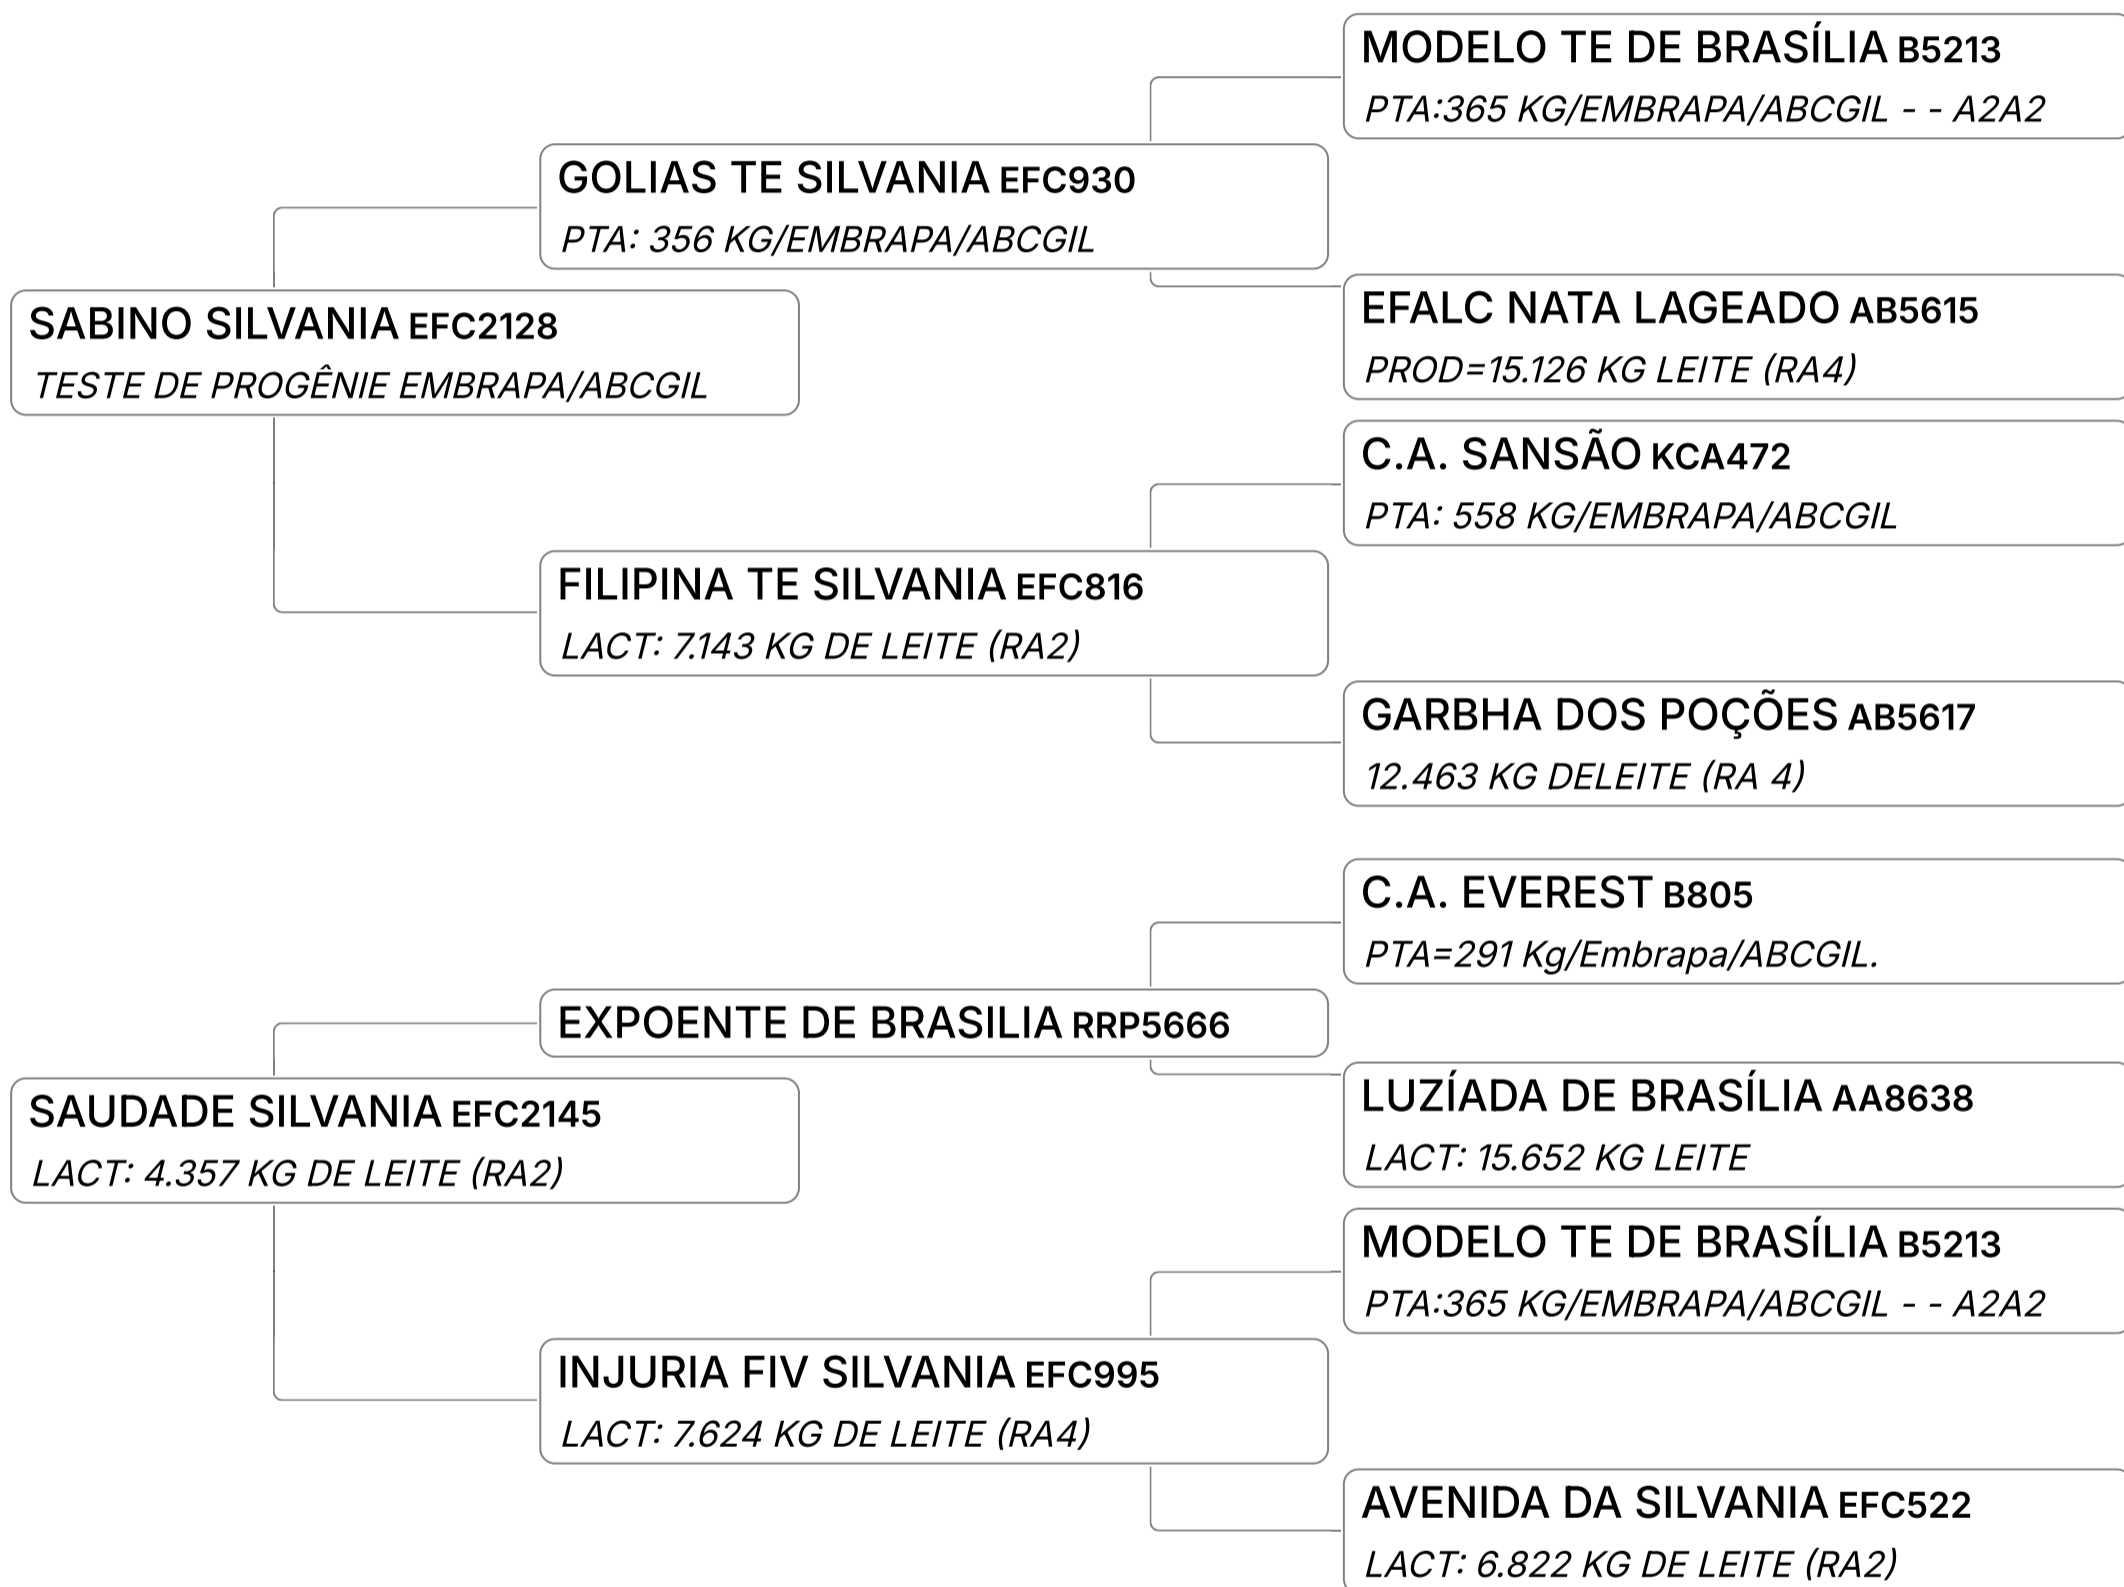 MODELO TE DE BRASÍLIA B5213
PTA:365 KG/EMBRAPA/ABCGIL - - A2A2
GOLIAS TE SILVANIA EFC930
PTA: 356 KG/EMBRAPA/ABCGIL
EFALC NATA LAGEADO AB5615
PROD=15.126 KG LEITE (RA4)
SABINO SILVANIA EFC2128
TESTE DE PROGÊNIE EMBRAPA/ABCGIL
C.A. SANSÃO KCA472
PTA: 558 KG/EMBRAPA/ABCGIL
FILIPINA TE SILVANIA EFC816
LACT: 7.143 KG DE LEITE (RA2)
GARBHA DOS POÇÕES AB5617
12.463 KG DELEITE (RA 4)
C.A. EVEREST B805
PTA=291 Kg/Embrapa/ABCGIL.
EXPOENTE DE BRASILIA RRP5666
LUZÍADA DE BRASÍLIA AA8638
LACT: 15.652 KG LEITE
SAUDADE SILVANIA EFC2145
LACT: 4.357 KG DE LEITE (RA2)
MODELO TE DE BRASÍLIA B5213
PTA:365 KG/EMBRAPA/ABCGIL - - A2A2
INJURIA FIV SILVANIA EFC995
LACT: 7.624 KG DE LEITE (RA4)
AVENIDA DA SILVANIA EFC522
LACT: 6.822 KG DE LEITE (RA2)